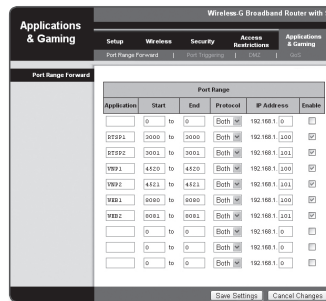 Wireless-G Broadband Router with
Applications & Gaming
Setup Wireless Security Access Restrictions Applications & Gaming
Port Range Forward | Port Triggering | DMZ | QoS
Port Range Forward
Port Range
Application Start End Protocol IP Address Enable
0 to 0 Both 192.168.1. 0
RTSP1 3000 to 3000 Both 192.168.1. 100
RTSP2 3001 to 3001 Both 192.168.1. 101
VNP1 4520 to 4520 Both 192.168.1. 100
VNP2 4521 to 4521 Both 192.168.1. 101
WEB1 8080 to 8080 Both 192.168.1. 100
WEB2 8081 to 8081 Both 192.168.1. 101
0 to 0 Both 192.168.1. 0
0 to 0 Both 192.168.1. 0
0 to 0 Both 192.168.1. 0
Save Settings Cancel Changes